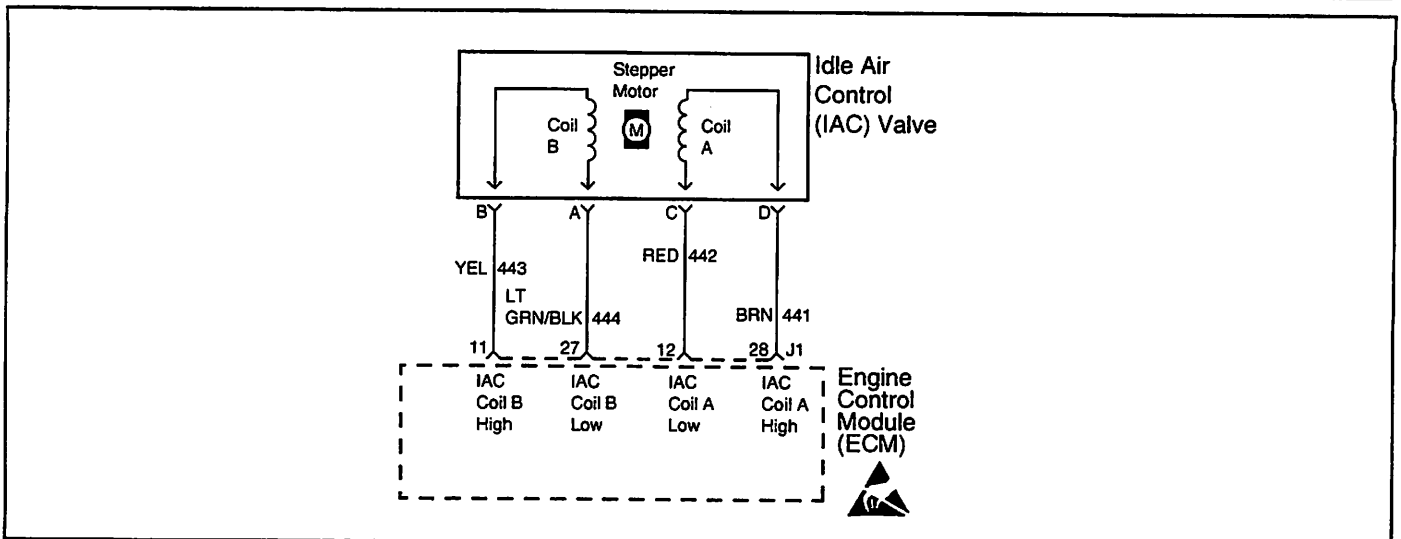 Stepper
Motor
Idle Air
Control
(IAC) Valve
Coil
B
M
Coil
A
B
A
C
D
YEL 443
LT
GRN/BLK 444
RED 442
BRN 441
11
27
12
28 J1
IAC
Coil B
High
IAC
Coil B
Low
IAC
Coil A
Low
IAC
Coil A
High
Engine
Control
Module
(ECM)